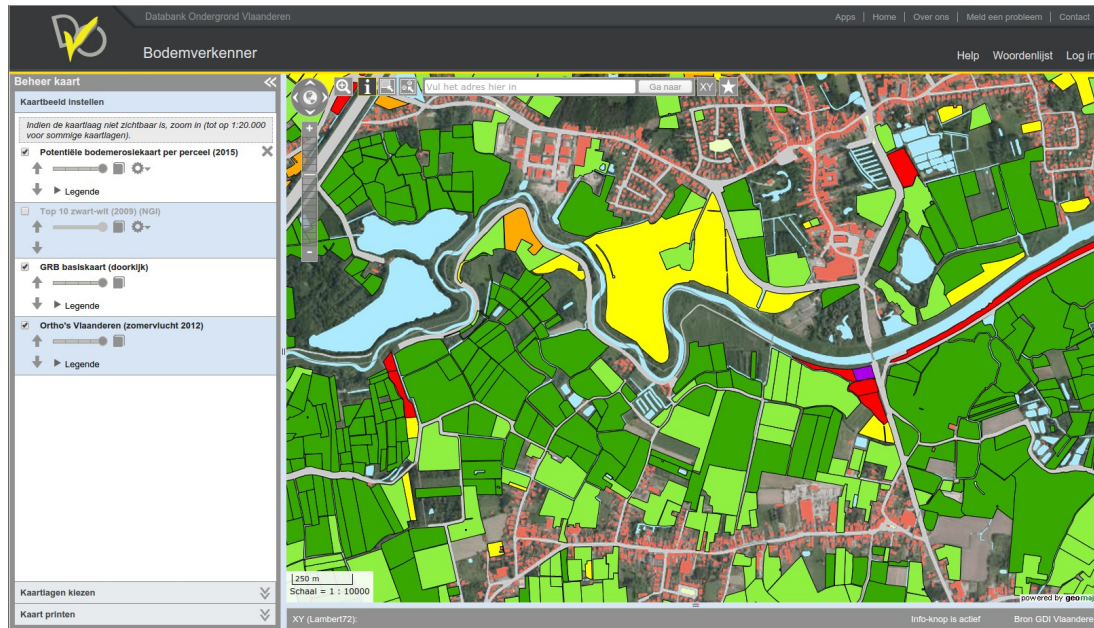 Databank Ondergrond Vlaanderen
Apps | Home | Over ons | Meld een probleem | Contact
Bodemverkenner
Help Woordenlijst Log in
Beheer kaart
Kaartbeeld instellen
Indien de kaartlaag niet zichtbaar is, zoom in (tot op 1:20.000
voor sommige kaartlagen).
Potentiële bodemerosiekaart per perceel (2015)
Legende
Top 10 zwart-wit (2009) (NGI)
GRB basiskaart (doorkijk)
Legende
Ortho's Vlaanderen (zomervlucht 2012)
Legende
Kaartlagen kiezen
Kaart printen
Vul het adres hier in
Ga naar
XY
250 m
Schaal = 1 : 10000
powered by geomaj
XY (Lambert72):
Info-knop is actief
Bron GDI Vlaandere